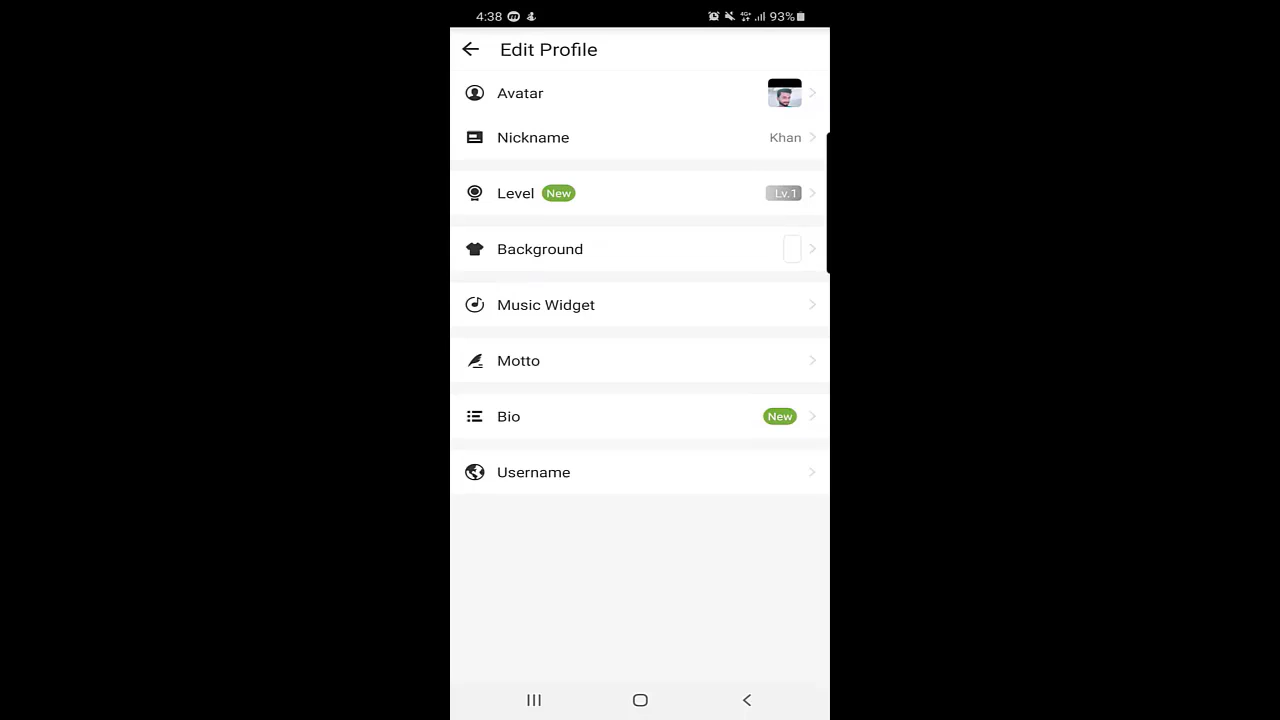 4:38 93%
Edit Profile
Avatar
Nickname Khan
Level New Lv.1
Background
Music Widget
Motto
Bio New
Username